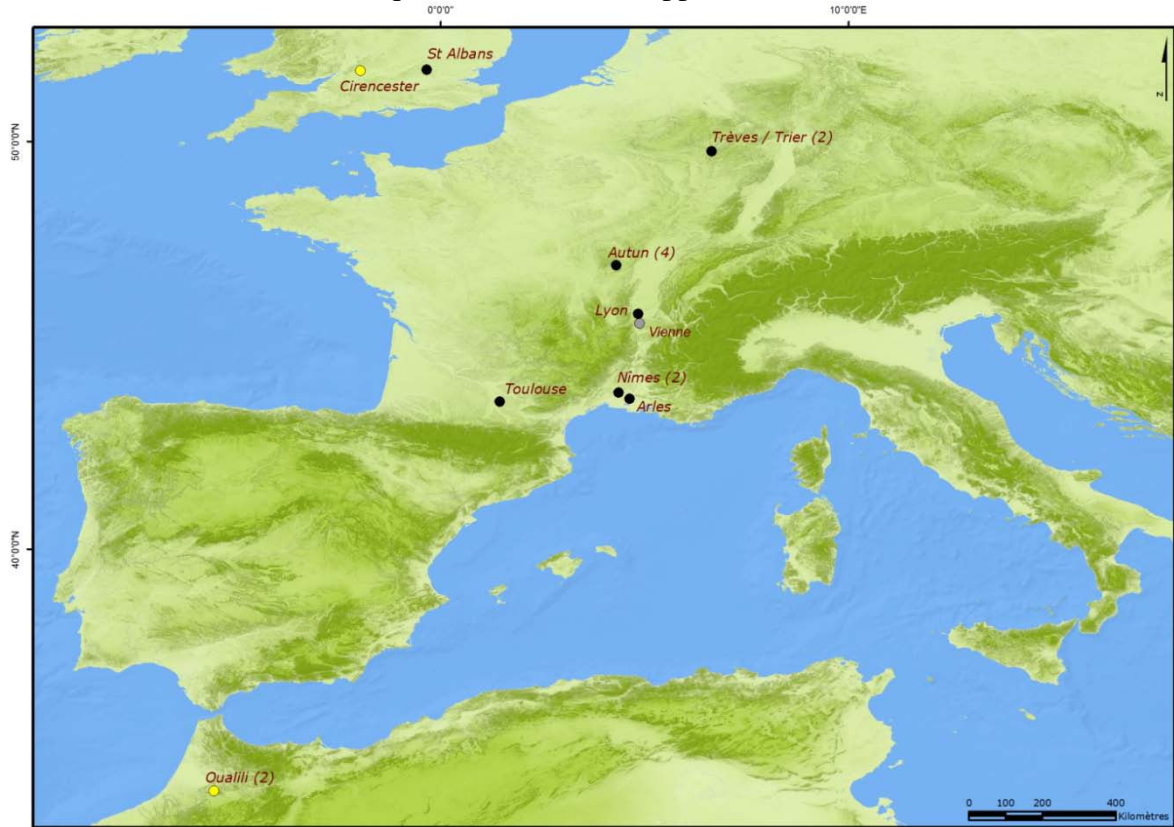 0°0'0"
10°0'0"E
St Albans
Cirencester
50°0'0"N
Trèves / Trier (2)
Autun (4)
Lyon
Vienne
Nîmes (2)
Toulouse
Arles
40°0'0"N
Oualili (2)
0 100 200 400
Kilomètres
z